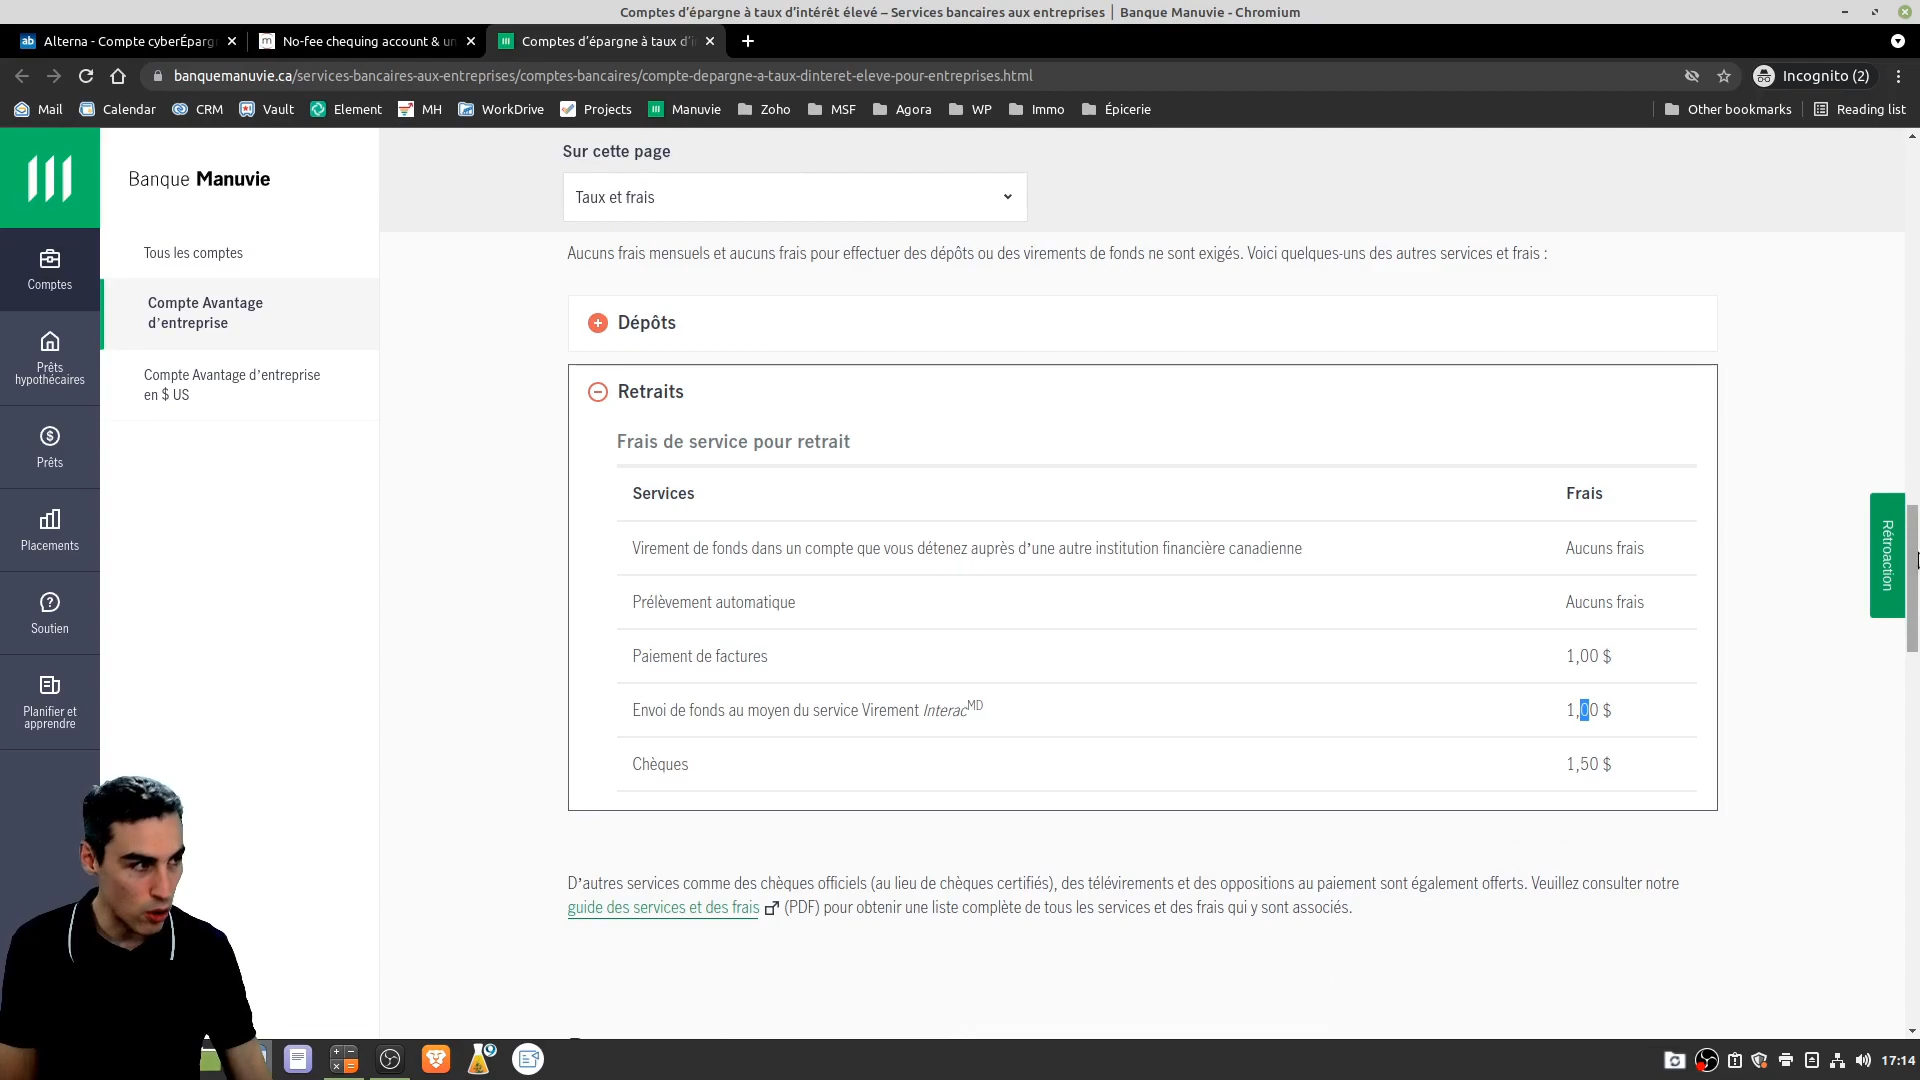 Comptes d'épargne à taux d'intérêt élevé – Services bancaires aux entreprises | Banque Manuvie - Chromium
ab Alterna - Compte cyberÉparg
m No-fee chequing account & un
Comptes d'épargne à taux d'i
banquemanuvie.ca/services-bancaires-aux-entreprises/comptes-bancaires/compte-depargne-a-taux-dinteret-eleve-pour-entreprises.html
Incognito (2)
Mail Calendar CRM Vault Element MH WorkDrive Projects Manuvie Zoho MSF Agora WP Immo Épicerie Other bookmarks Reading list
Banque Manuvie
Comptes
Prêts
hypothécaires
Prêts
Placements
Soutien
Planifier et
apprendre
Tous les comptes
Compte Avantage
d'entreprise
Compte Avantage d'entreprise
en $ US
Sur cette page
Taux et frais
Aucuns frais mensuels et aucuns frais pour effectuer des dépôts ou des virements de fonds ne sont exigés. Voici quelques-uns des autres services et frais :
Dépôts
Retraits
Frais de service pour retrait
Services Frais
Virement de fonds dans un compte que vous détenez auprès d'une autre institution financière canadienne Aucuns frais
Prélèvement automatique Aucuns frais
Paiement de factures 1,00 $
Envoi de fonds au moyen du service Virement Interac MD 1,00 $
Chèques 1,50 $
D'autres services comme des chèques officiels (au lieu de chèques certifiés), des télévirements et des oppositions au paiement sont également offerts. Veuillez consulter notre
guide des services et des frais (PDF) pour obtenir une liste complète de tous les services et des frais qui y sont associés.
Rétroaction
17:14